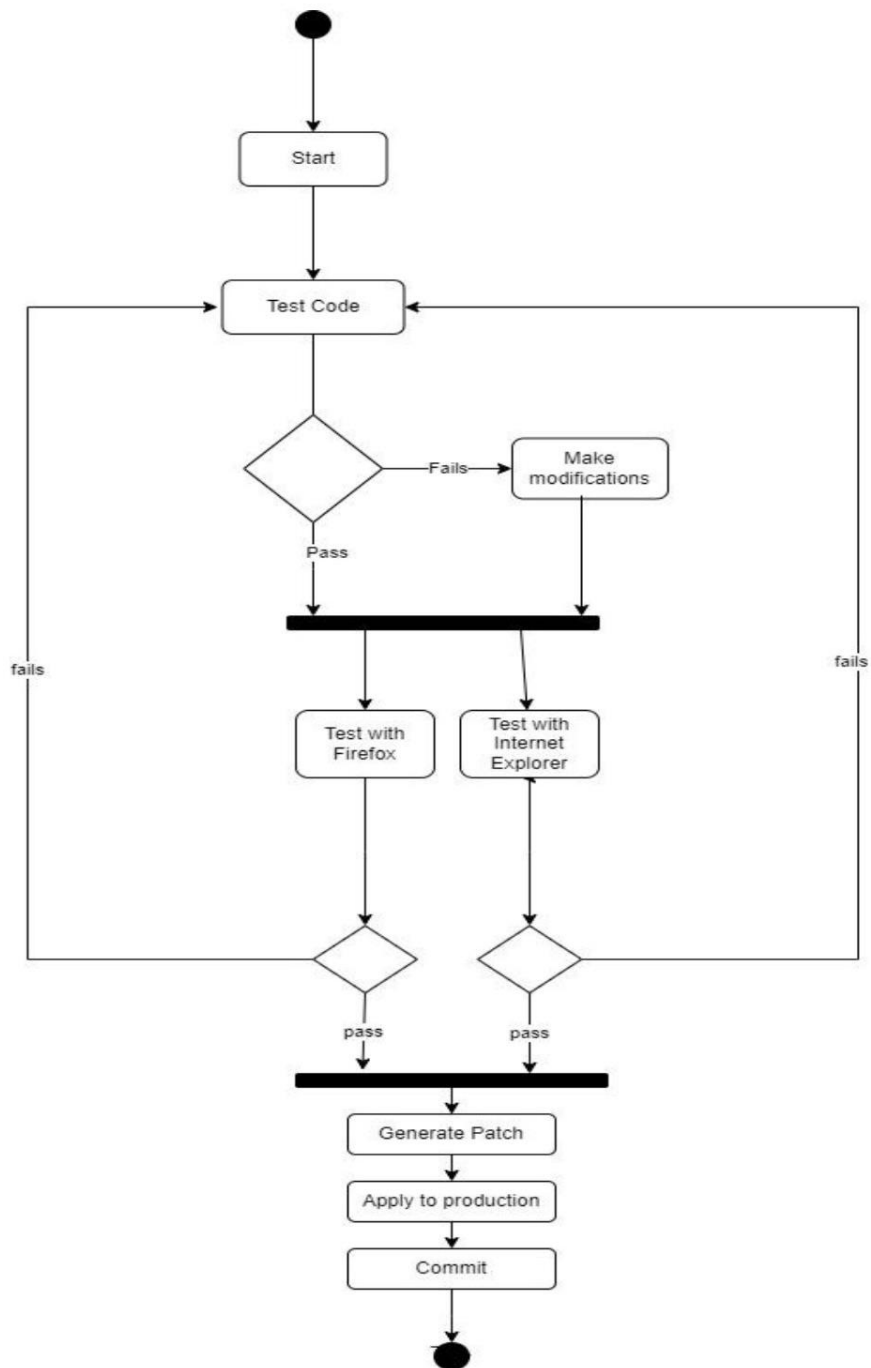 Start
Test Code
Fails
Make
modifications
Pass
fails
fails
Test with
Firefox
Test with
Internet
Explorer
pass
pass
Generate Patch
Apply to production
Commit